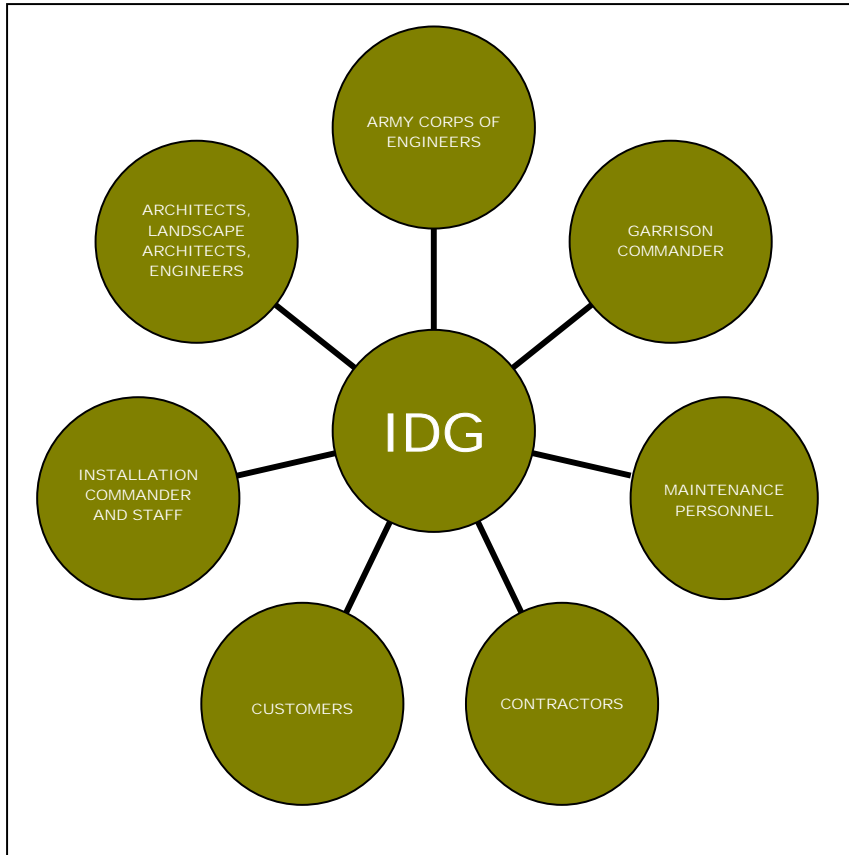 ARMY CORPS OF
ENGINEERS
ARCHITECTS,
LANDSCAPE
ARCHITECTS,
ENGINEERS
GARRISON
COMMANDER
IDG
INSTALLATION
COMMANDER
AND STAFF
MAINTENANCE
PERSONNEL
CUSTOMERS
CONTRACTORS